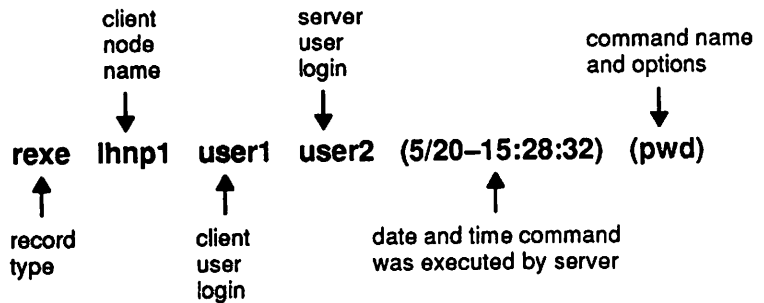 client
node
name
server
user
login
command name
and options
rexe lhnp1 user1 user2 (5/20–15:28:32) (pwd)
record
type
client
user
login
date and time command
was executed by server